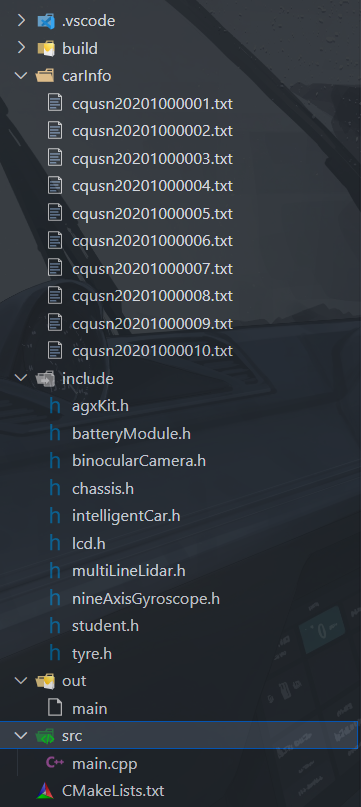 .vscode
build
carInfo
cqusn20201000001.txt
cqusn20201000002.txt
cqusn20201000003.txt
cqusn20201000004.txt
cqusn20201000005.txt
cqusn20201000006.txt
cqusn20201000007.txt
cqusn20201000008.txt
cqusn20201000009.txt
cqusn20201000010.txt
include
agxKit.h
batteryModule.h
binocularCamera.h
chassis.h
intelligentCar.h
lcd.h
multiLineLidar.h
nineAxisGyroscope.h
student.h
tyre.h
out
main
src
main.cpp
CMakeLists.txt